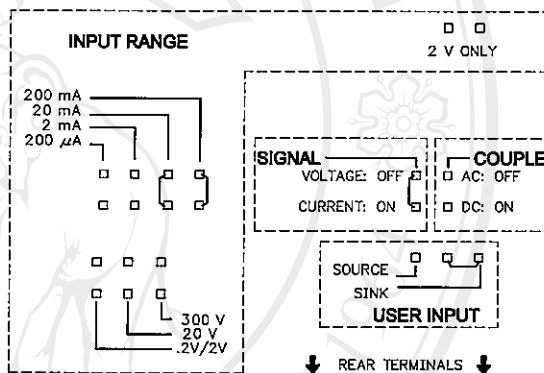 INPUT RANGE
2 V ONLY
200 mA
20 mA
2 mA
200 μA
SIGNAL
VOLTAGE: OFF
CURRENT: ON
COUPLE
AC: OFF
DC: ON
SOURCE
SINK
USER INPUT
300 V
20 V
.2V/2V
REAR TERMINALS